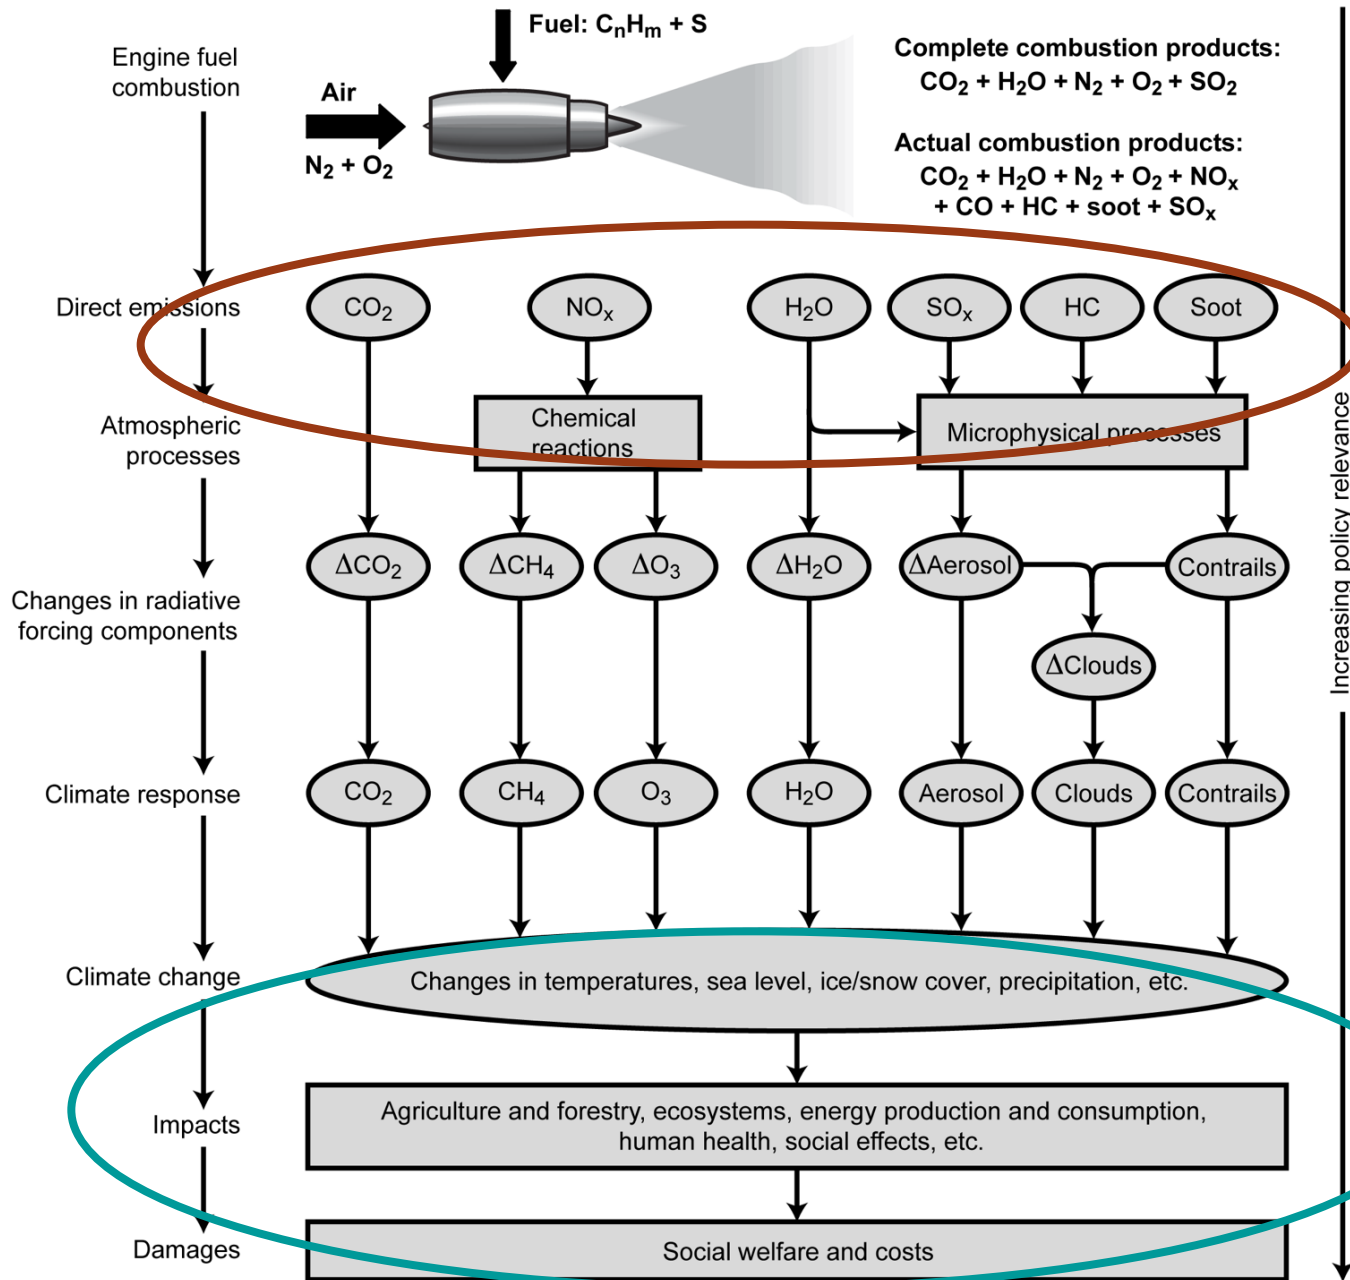 Engine fuel
combustion
Fuel: CnHm + S
Air
N2 + O2
Complete combustion products:
CO2 + H2O + N2 + O2 + SO2
Actual combustion products:
CO2 + H2O + N2 + O2 + NOx
+ CO + HC + soot + SOx
Direct emissions
CO2
NOx
H2O
SOx
HC
Soot
Atmospheric
processes
Chemical
reactions
Microphysical processes
Changes in radiative
forcing components
ΔCO2
ΔCH4
ΔO3
ΔH2O
ΔAerosol
Contrails
ΔClouds
Climate response
CO2
CH4
O3
H2O
Aerosol
Clouds
Contrails
Climate change
Changes in temperatures, sea level, ice/snow cover, precipitation, etc.
Impacts
Agriculture and forestry, ecosystems, energy production and consumption,
human health, social effects, etc.
Damages
Social welfare and costs
Increasing policy relevance